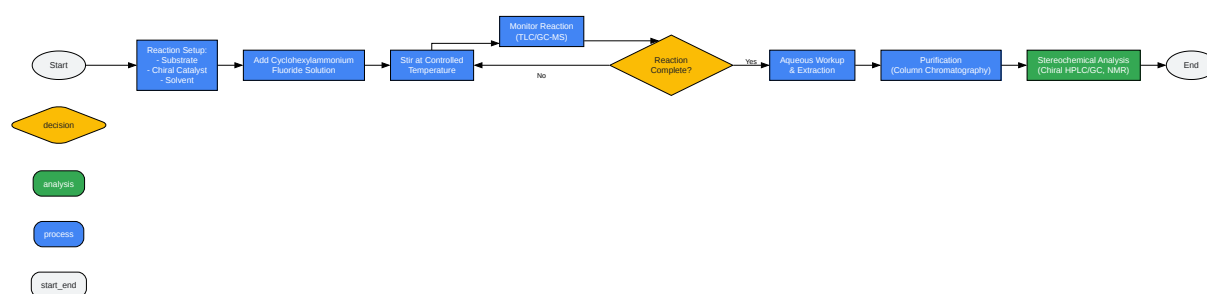 Start
Reaction Setup:
- Substrate
- Chiral Catalyst
- Solvent
Add Cyclohexylammonium
Fluoride Solution
Stir at Controlled
Temperature
Monitor Reaction
(TLC/GC-MS)
No
Reaction
Complete?
Yes
Aqueous Workup
& Extraction
Purification
(Column Chromatography)
Stereochemical Analysis
(Chiral HPLC/GC, NMR)
End
decision
analysis
process
start_end